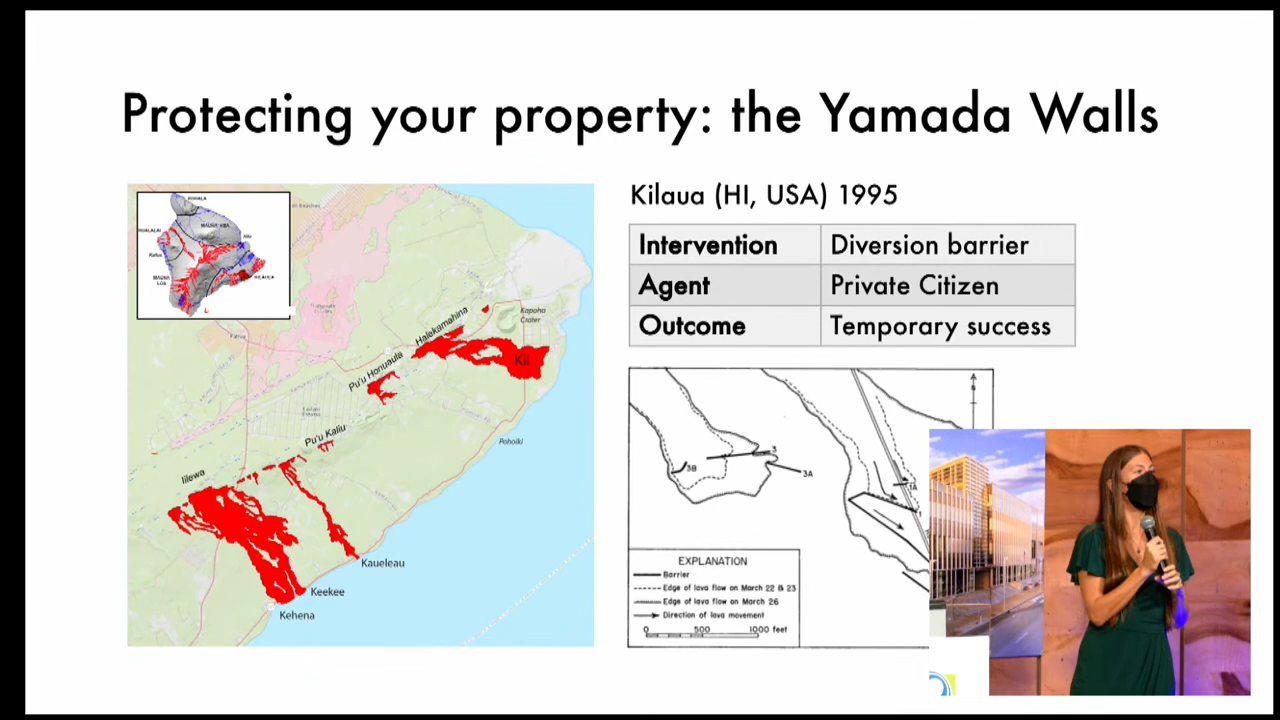 Protecting your property: the Yamada Walls
Kilaua (HI, USA) 1995
Intervention Diversion barrier
Agent Private Citizen
Outcome Temporary success
KOHALA
MAUNA KEA
HUALALAI
Hilo
Kailua
MAUNA
LOA
KILAUEA
Kapoho
Crater
Halekamahina
Kii
Pu'u Honuaula
Pu'u Kaliu
Pohoiki
Iilewa
Kaueleau
Keekee
Kehena
N
3
3B
3A
1A
1
EXPLANATION
Barrier
Edge of lava flow on March 22 & 23
Edge of lava flow on March 26
Direction of lava movement
0 500 1000 feet